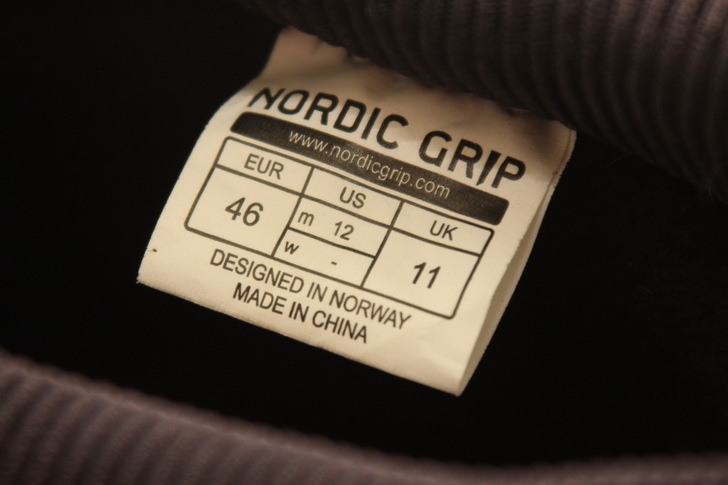 NORDIC GRIP
www.nordicgrip.com
EUR US UK
46 m 12 11
w -
DESIGNED IN NORWAY
MADE IN CHINA